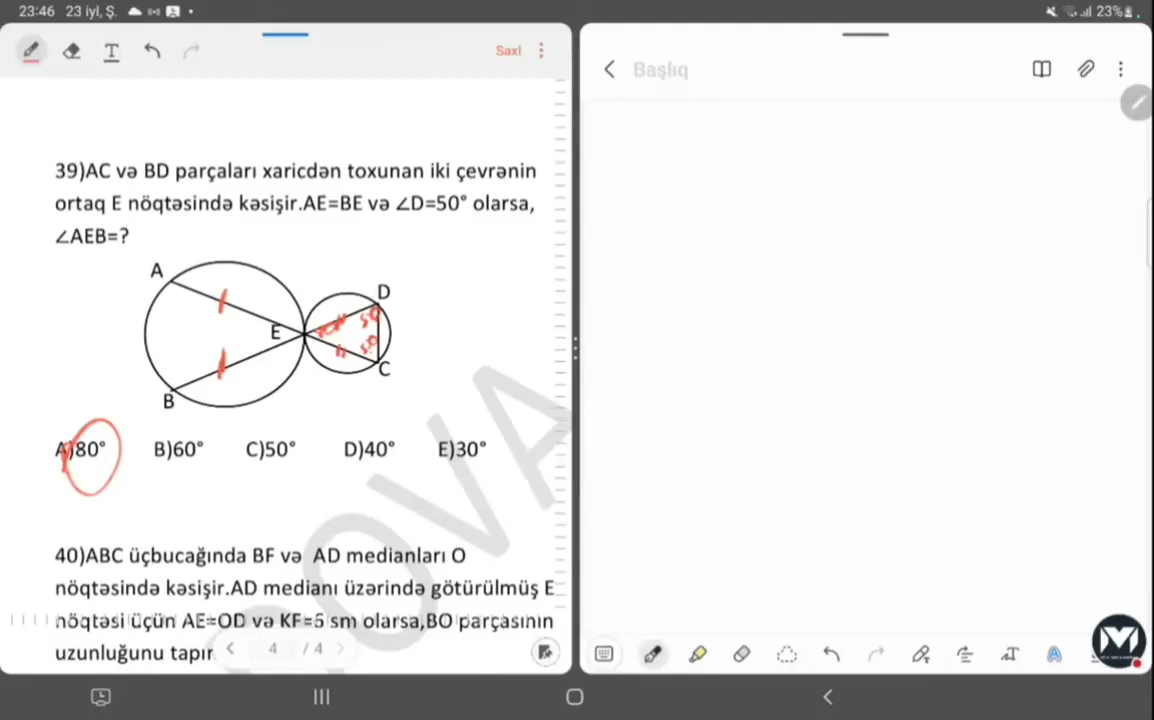 23:46 23 iyl, Ş.
23%
T
Saxl
Başlıq
39)AC və BD parçaları xaricdən toxunan iki çevrənin
ortaq E nöqtəsində kəsişir.AE=BE və ∠D=50° olarsa,
∠AEB=?
A
D
50
E
50
C
B
A)80° B)60° C)50° D)40° E)30°
OVA
40)ABC üçbucağında BF və AD medianları O
nöqtəsində kəsişir.AD medianı üzərində götürülmüş E
nöqtəsi üçün AE=OD və KF=5 sm olarsa,BO parçasının
uzunluğunu tapır
4 / 4